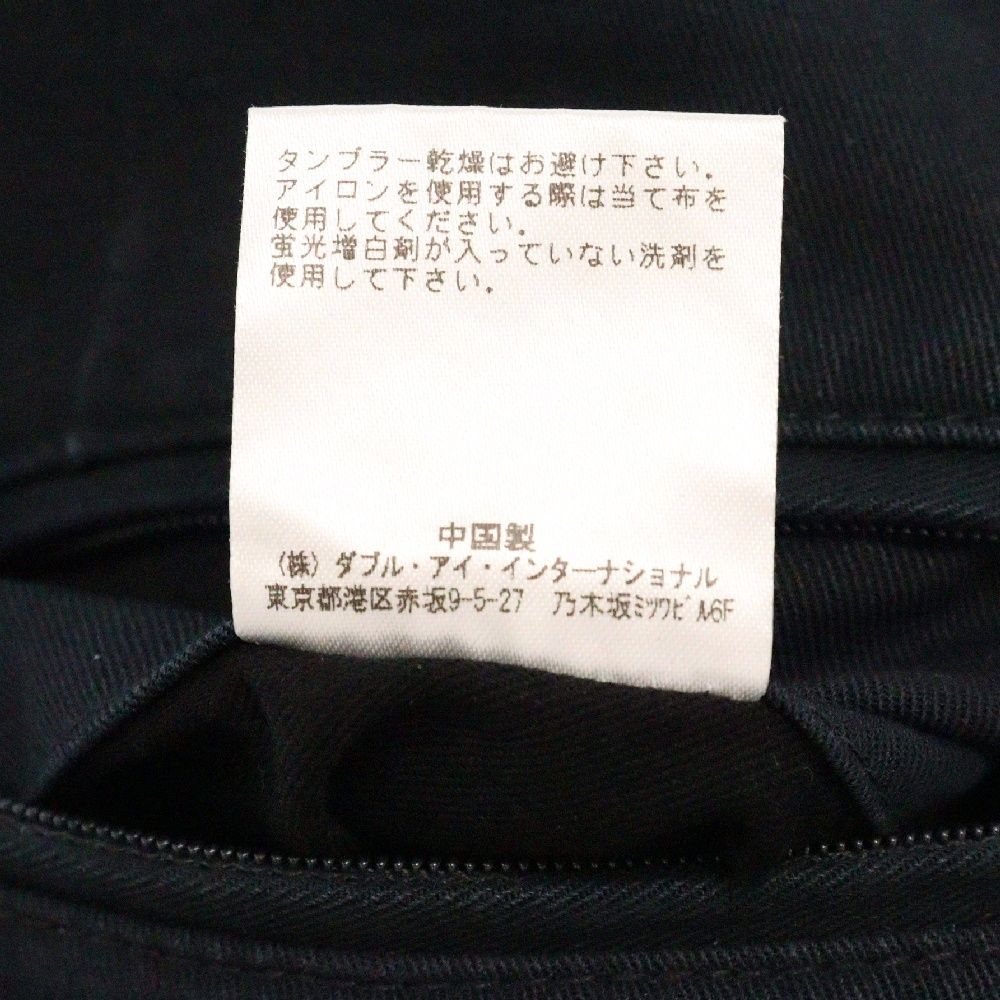 タンブラー乾燥はお避け下さい.
アイロンを使用する際は当て布を
使用してください.
蛍光増白剤が入っていない洗剤を
使用して下さい.
中国製
(株)ダブル・アイ・インターナショナル
東京都港区赤坂9-5-27 乃木坂ミツワビル6F